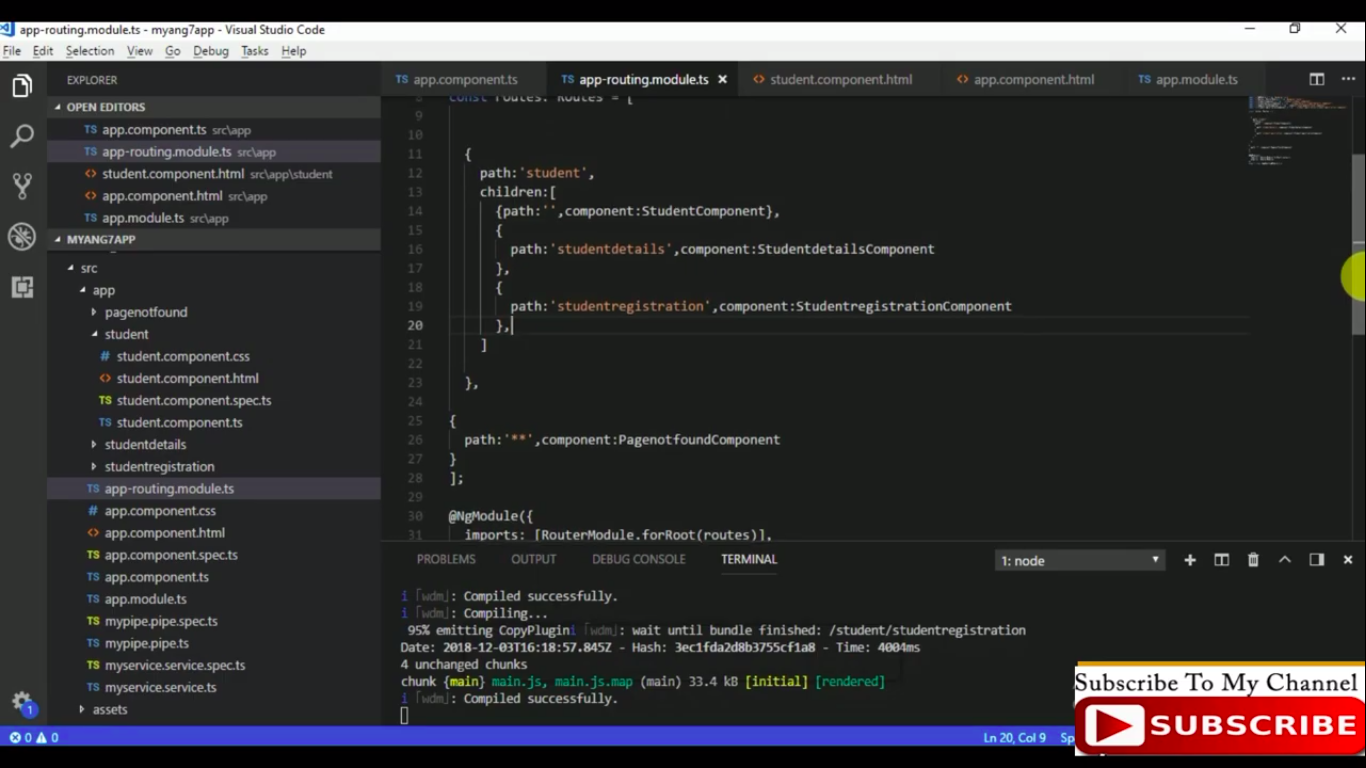 app-routing.module.ts - myang7app - Visual Studio Code
File Edit Selection View Go Debug Tasks Help
EXPLORER
OPEN EDITORS
TS app.component.ts src\app
TS app-routing.module.ts src\app
<> student.component.html src\app\student
<> app.component.html src\app
TS app.module.ts src\app
MYANG7APP
src
app
pagenotfound
student
# student.component.css
<> student.component.html
TS student.component.spec.ts
TS student.component.ts
studentdetails
studentregistration
TS app-routing.module.ts
# app.component.css
<> app.component.html
TS app.component.spec.ts
TS app.component.ts
TS app.module.ts
TS mypipe.pipe.spec.ts
TS mypipe.pipe.ts
TS myservice.service.spec.ts
TS myservice.service.ts
assets
1
TS app.component.ts TS app-routing.module.ts <> student.component.html <> app.component.html TS app.module.ts
8 const routes: Routes = [
9
10
11 {
12 path:'student',
13 children:[
14 {path:'',component:StudentComponent},
15 {
16 path:'studentdetails',component:StudentdetailsComponent
17 },
18 {
19 path:'studentregistration',component:StudentregistrationComponent
20 },
21 ]
22
23 },
24
25 {
26 path:'**',component:PagenotfoundComponent
27 }
28 ];
29
30 @NgModule({
31 imports: [RouterModule.forRoot(routes)],
PROBLEMS OUTPUT DEBUG CONSOLE TERMINAL 1: node
i ｢wdm｣: Compiled successfully.
i ｢wdm｣: Compiling...
95% emitting CopyPlugini ｢wdm｣: wait until bundle finished: /student/studentregistration
Date: 2018-12-03T16:18:57.845Z - Hash: 3ec1fda2d8b3755cf1a8 - Time: 4004ms
4 unchanged chunks
chunk {main} main.js, main.js.map (main) 33.4 kB [initial] [rendered]
i ｢wdm｣: Compiled successfully.
0 0 Ln 20, Col 9
Subscribe To My Channel
SUBSCRIBE